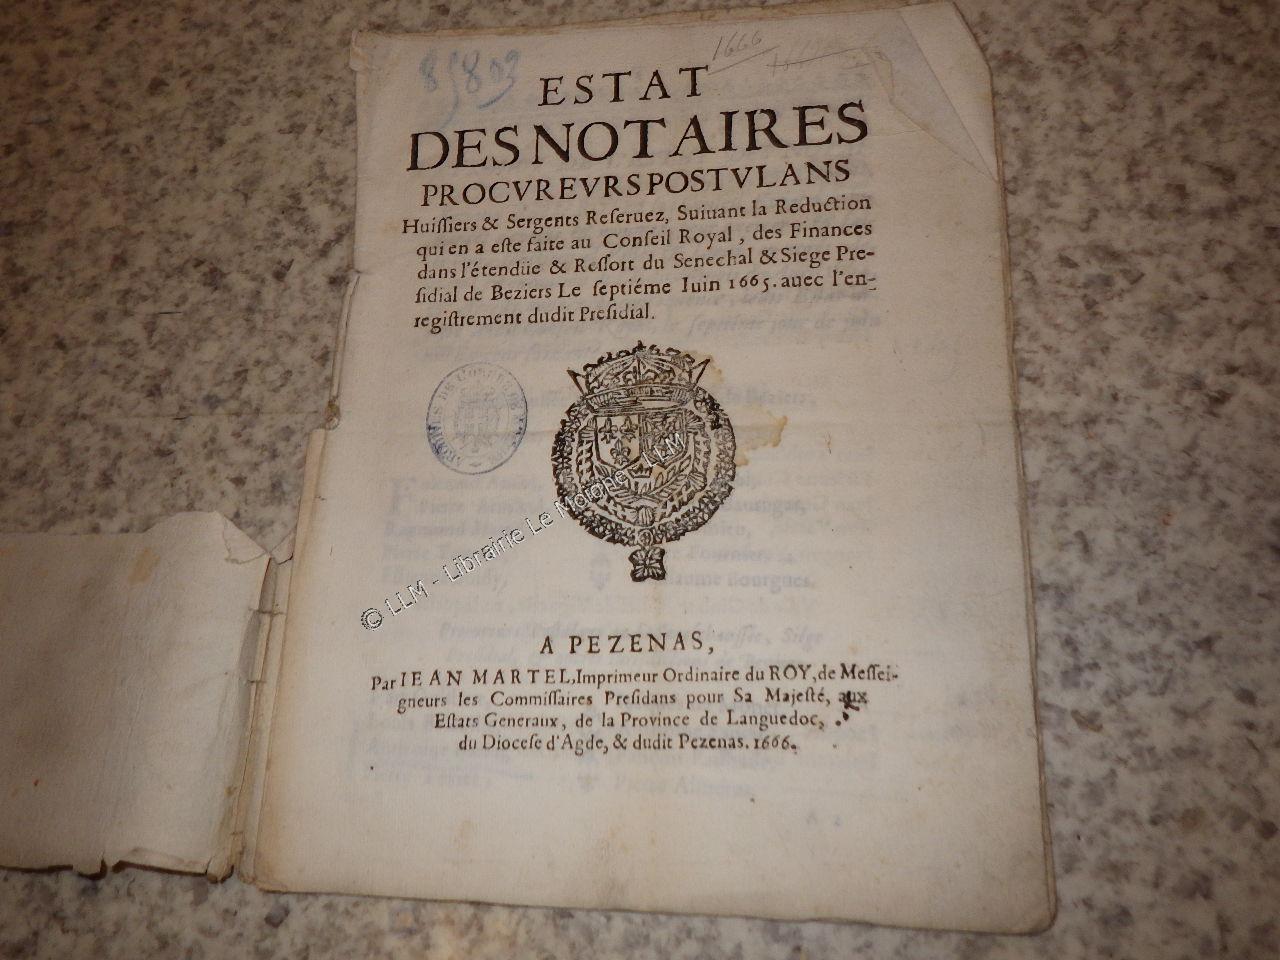 85803
1666
ESTAT
DES NOTAIRES
PROCVREVRS POSTVLANS
Huiſſiers & Sergents Reſeruez, Suiuant la Reduction
qui en a eſte faite au Conſeil Royal, des Finances
dans l'étendüe & Reſſort du Senechal & Siege Pre-
ſidial de Beziers Le ſeptiéme Iuin 1665. auec l'en-
regiſtrement dudit Preſidial.
© LLM - Librairie Le Moigne - LLM
A PEZENAS,
Par IEAN MARTEL, Imprimeur Ordinaire du ROY, de Meſſei-
gneurs les Commiſſaires Preſidans pour Sa Majeſté, aux
Eſtats Generaux, de la Province de Languedoc,
du Dioceſe d'Agde, & dudit Pezenas. 1666.